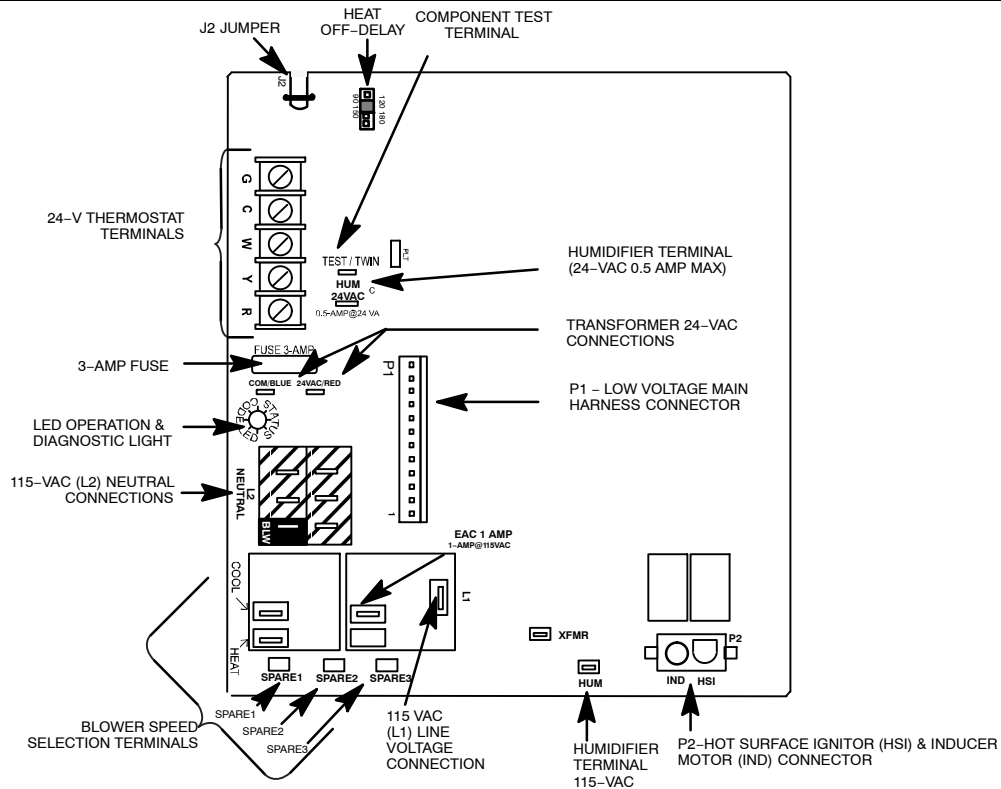 J2 JUMPER
HEAT
OFF−DELAY
COMPONENT TEST
TERMINAL
J2
90 150
120 180
24−V THERMOSTAT
TERMINALS
G
C
W
Y
R
TEST / TWIN
PLT
HUM
24VAC
C
0.5-AMP@24 VA
HUMIDIFIER TERMINAL
(24−VAC 0.5 AMP MAX)
TRANSFORMER 24−VAC
CONNECTIONS
FUSE 3-AMP
3−AMP FUSE
COM/BLUE 24VAC/RED
P1
P1 − LOW VOLTAGE MAIN
HARNESS CONNECTOR
STATUS
CODE LED
LED OPERATION &
DIAGNOSTIC LIGHT
115−VAC (L2) NEUTRAL
CONNECTIONS
L2
NEUTRAL
BLW
1
EAC 1 AMP
1−AMP@115VAC
COOL
HEAT
L1
XFMR
HUM
P2
IND HSI
SPARE1 SPARE2 SPARE3
SPARE1
SPARE2
SPARE3
BLOWER SPEED
SELECTION TERMINALS
115 VAC
(L1) LINE
VOLTAGE
CONNECTION
HUMIDIFIER
TERMINAL
115−VAC
P2−HOT SURFACE IGNITOR (HSI) & INDUCER
MOTOR (IND) CONNECTOR